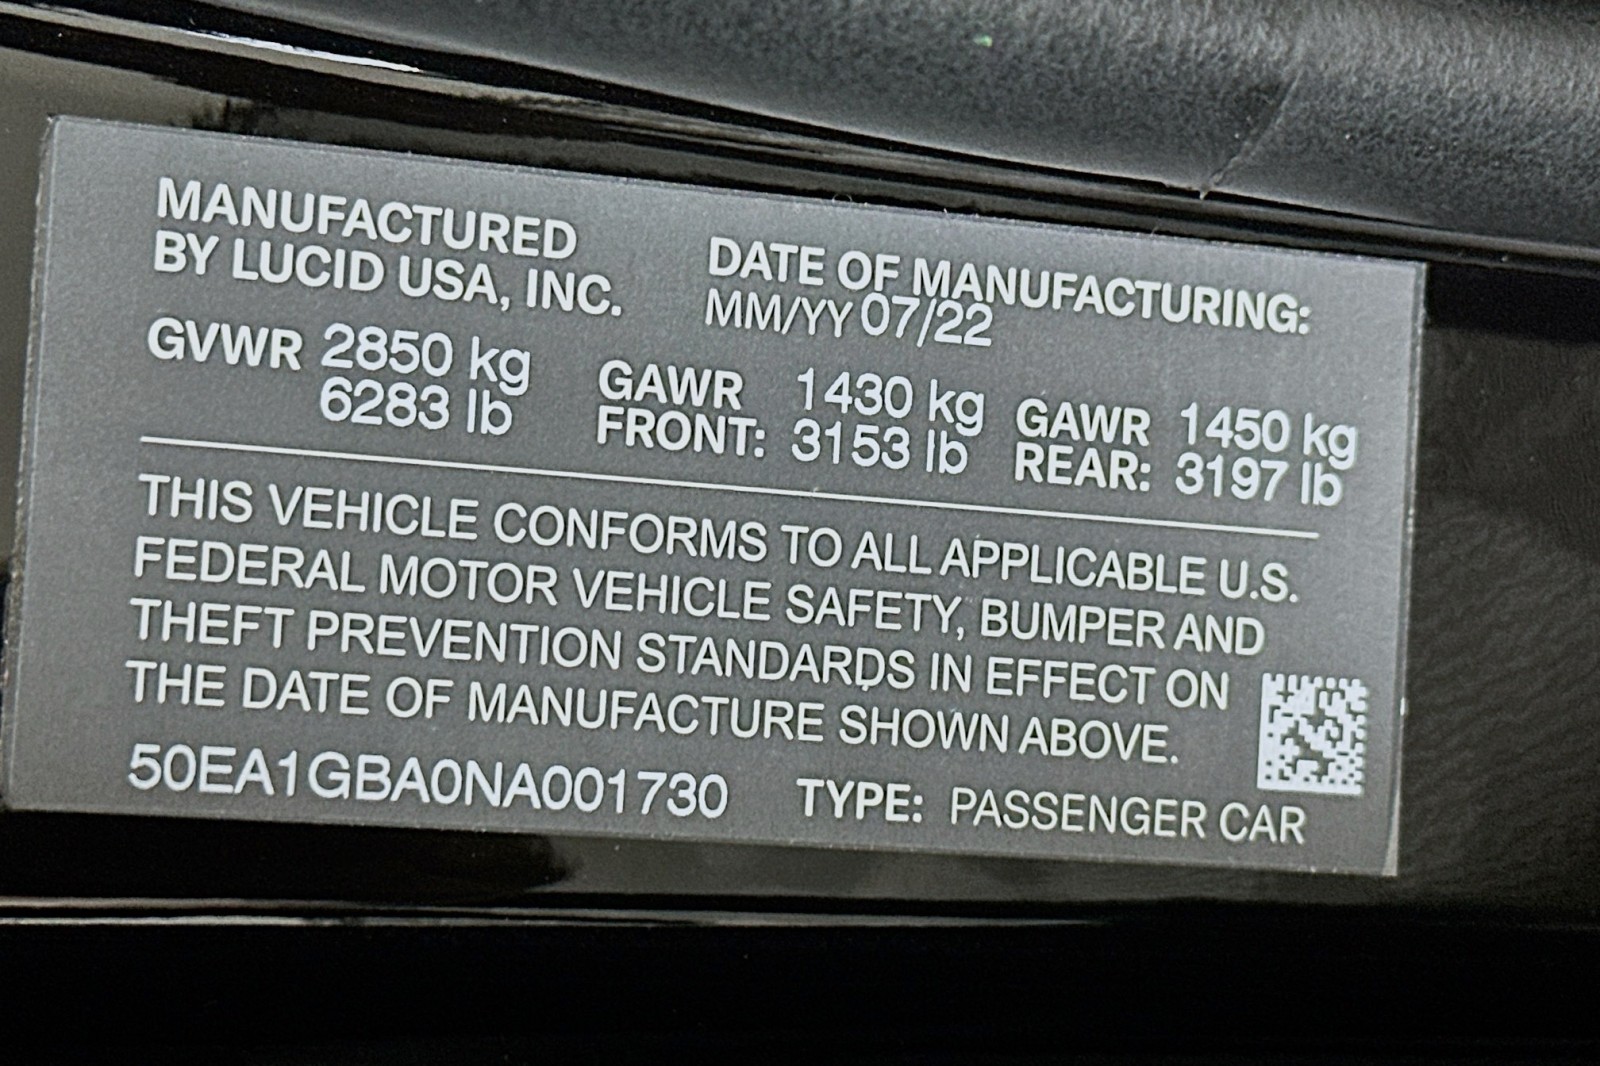 MANUFACTURED
BY LUCID USA, INC.
DATE OF MANUFACTURING:
MM/YY 07/22
GVWR 2850 kg
6283 lb
GAWR 1430 kg
FRONT: 3153 lb
GAWR 1450 kg
REAR: 3197 lb
THIS VEHICLE CONFORMS TO ALL APPLICABLE U.S.
FEDERAL MOTOR VEHICLE SAFETY, BUMPER AND
THEFT PREVENTION STANDARDS IN EFFECT ON
THE DATE OF MANUFACTURE SHOWN ABOVE.
50EA1GBA0NA001730 TYPE: PASSENGER CAR